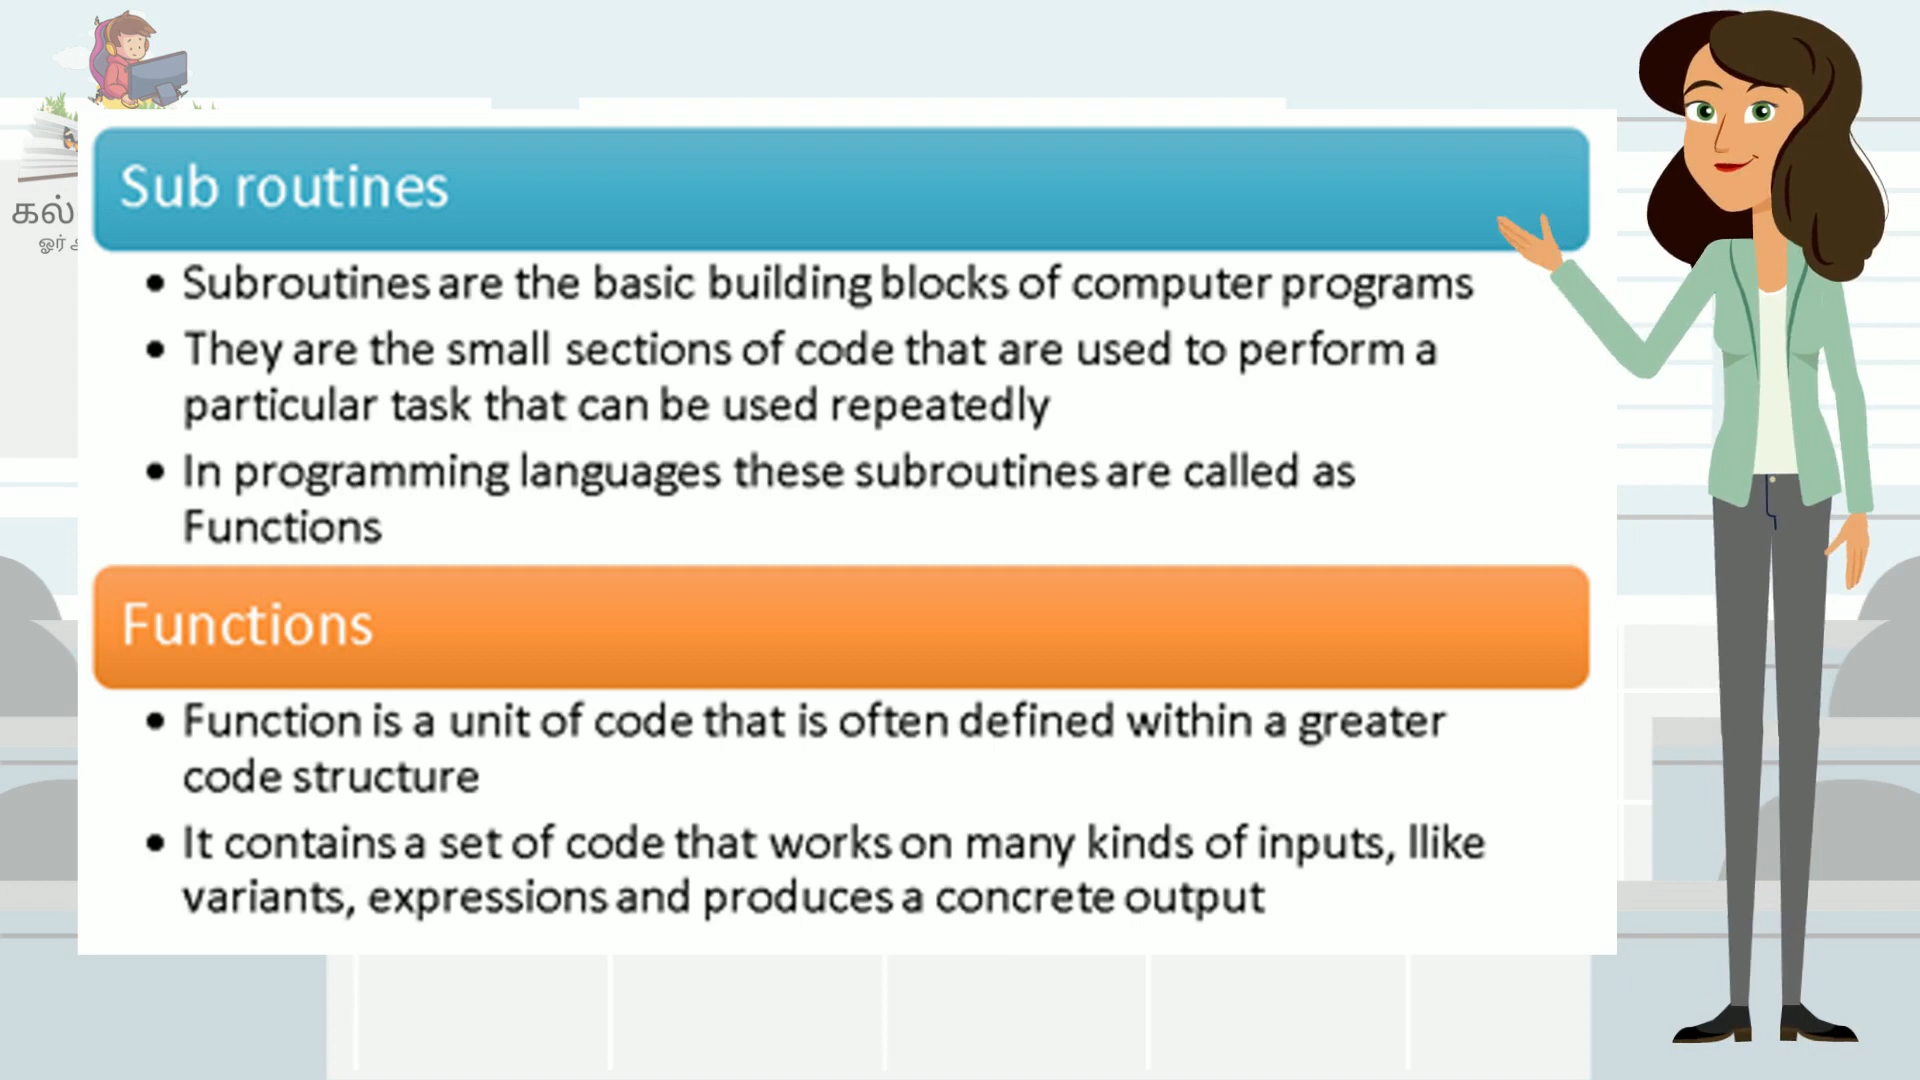 Sub routines
கல்
ஓர்
• Subroutines are the basic building blocks of computer programs
• They are the small sections of code that are used to perform a
particular task that can be used repeatedly
• In programming languages these subroutines are called as
Functions
Functions
• Function is a unit of code that is often defined within a greater
code structure
• It contains a set of code that works on many kinds of inputs, llike
variants, expressions and produces a concrete output